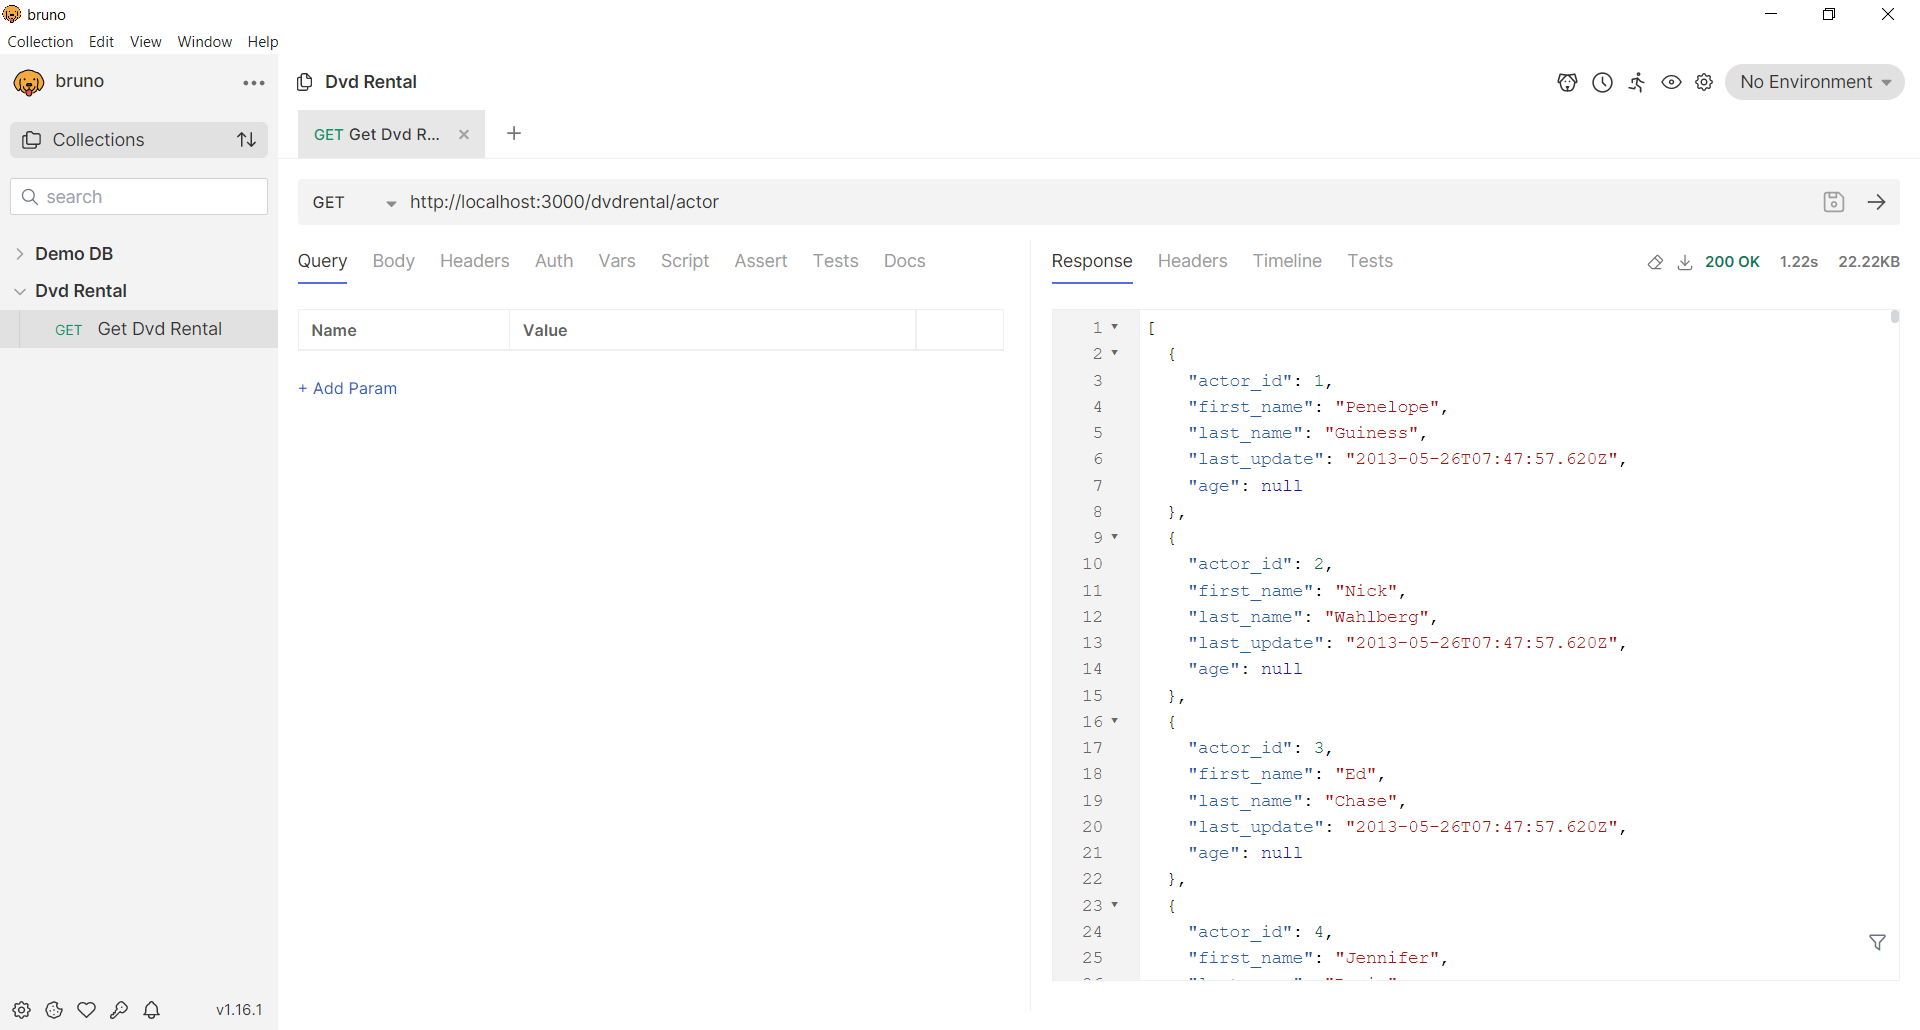 bruno
Collection Edit View Window Help
bruno
Collections
search
Demo DB
Dvd Rental
GET Get Dvd Rental
v1.16.1
Dvd Rental
No Environment
GET Get Dvd R...
GET http://localhost:3000/dvdrental/actor
Query Body Headers Auth Vars Script Assert Tests Docs
Name Value
+ Add Param
Response Headers Timeline Tests 200 OK 1.22s 22.22KB
1 [
2 {
3 "actor_id": 1,
4 "first_name": "Penelope",
5 "last_name": "Guiness",
6 "last_update": "2013-05-26T07:47:57.620Z",
7 "age": null
8 },
9 {
10 "actor_id": 2,
11 "first_name": "Nick",
12 "last_name": "Wahlberg",
13 "last_update": "2013-05-26T07:47:57.620Z",
14 "age": null
15 },
16 {
17 "actor_id": 3,
18 "first_name": "Ed",
19 "last_name": "Chase",
20 "last_update": "2013-05-26T07:47:57.620Z",
21 "age": null
22 },
23 {
24 "actor_id": 4,
25 "first_name": "Jennifer",